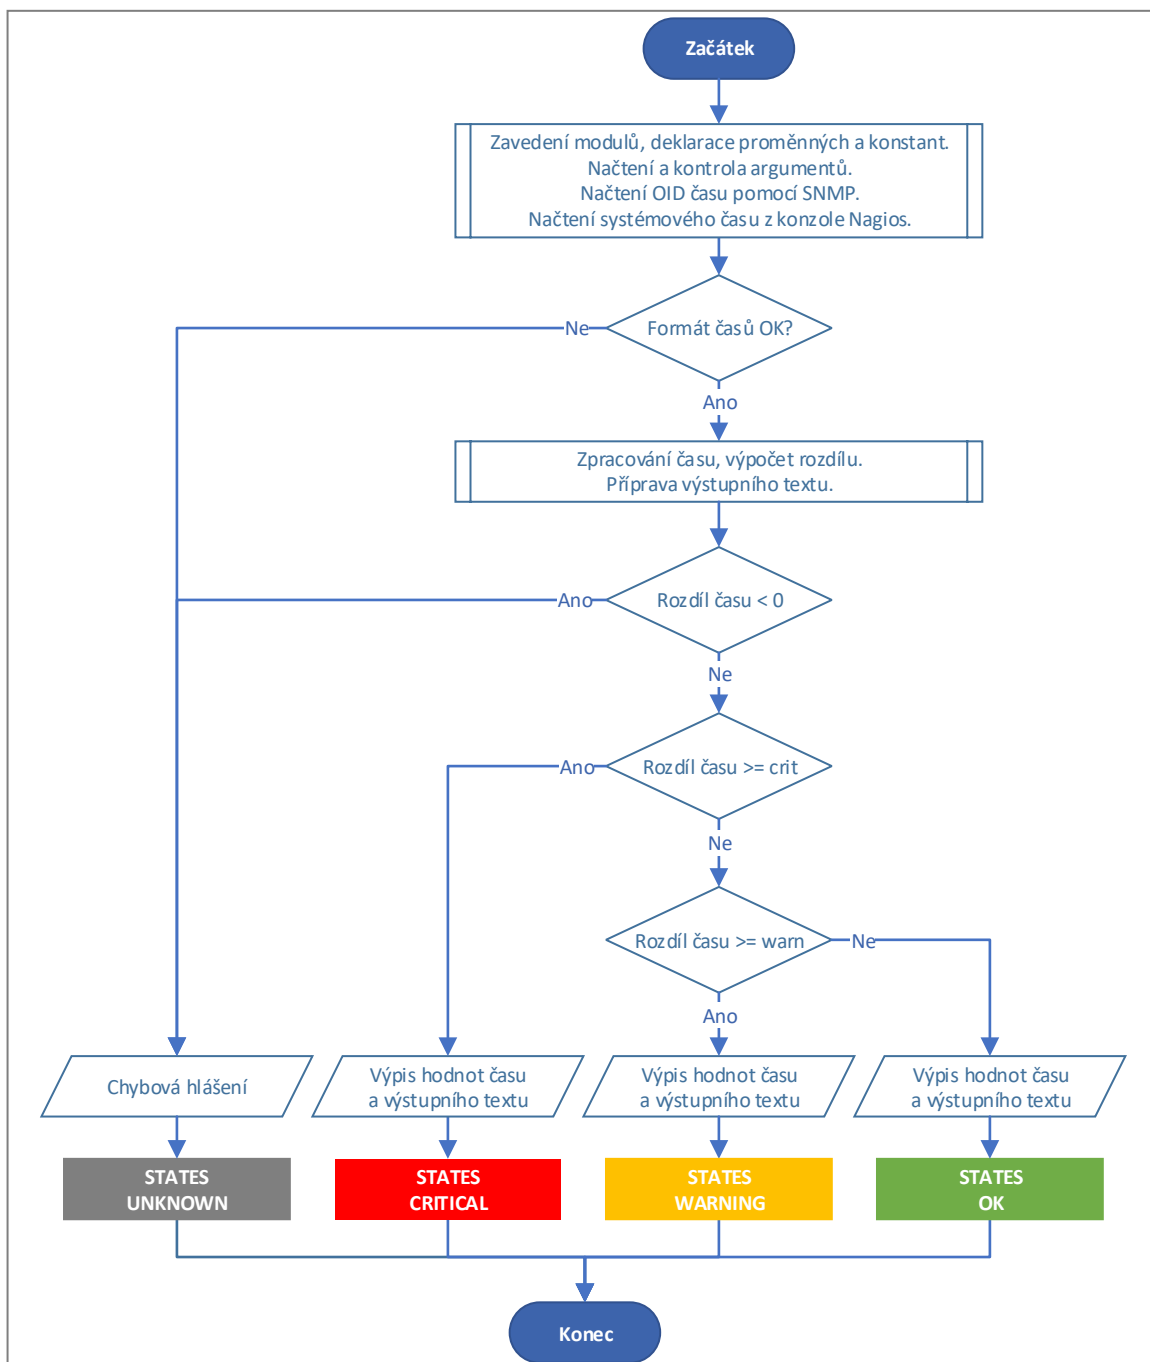 Začátek
Zavedení modulů, deklarace proměnných a konstant.
Načtení a kontrola argumentů.
Načtení OID času pomocí SNMP.
Načtení systémového času z konzole Nagios.
Ne
Formát časů OK?
Ano
Zpracování času, výpočet rozdílu.
Příprava výstupního textu.
Ano
Rozdíl času < 0
Ne
Ano
Rozdíl času >= crit
Ne
Rozdíl času >= warn
Ne
Ano
Chybová hlášení
Výpis hodnot času
a výstupního textu
Výpis hodnot času
a výstupního textu
Výpis hodnot času
a výstupního textu
STATES
UNKNOWN
STATES
CRITICAL
STATES
WARNING
STATES
OK
Konec